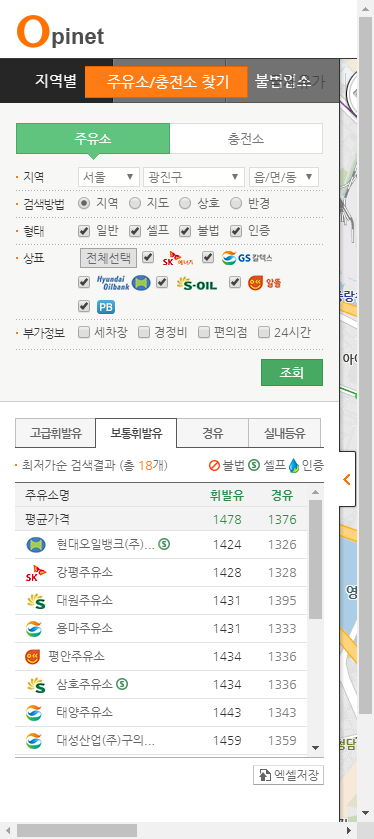 Opinet
지역별 주유소/충전소 찾기 불법업소
주유소 충전소
지역 서울 광진구 읍/면/동
검색방법 지역 지도 상호 반경
형태 일반 셀프 불법 인증
상표 전체선택 SK에너지 GS칼텍스
Hyundai Oilbank S-OIL 알뜰
PB
부가정보 세차장 경정비 편의점 24시간
조회
고급휘발유 보통휘발유 경유 실내등유
최저가순 검색결과 (총 18개) 불법 셀프 인증
주유소명 휘발유 경유
평균가격 1478 1376
현대오일뱅크(주)... 1424 1326
강평주유소 1428 1328
대원주유소 1431 1395
용마주유소 1431 1333
평안주유소 1434 1336
삼호주유소 1434 1336
태양주유소 1443 1343
대성산업(주)구의... 1459 1359
엑셀저장